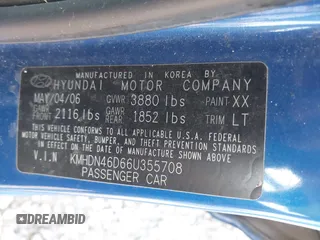 MANUFACTURED IN KOREA BY
HYUNDAI MOTOR COMPANY
MAY/04/06 GVWR 3880 lbs PAINT XX
GAWR FRONT 2116 lbs GAWR REAR 1852 lbs TRIM LT
THIS VEHICLE CONFORMS TO ALL APPLICABLE U.S.A. FEDERAL
MOTOR VEHICLE SAFETY, BUMPER, AND THEFT PREVENTION
STANDARDS IN EFFECT ON THE DATE OF MANUFACTURE SHOWN ABOVE.
V.I.N KMHDN46D66U355708
PASSENGER CAR
DREAMBID